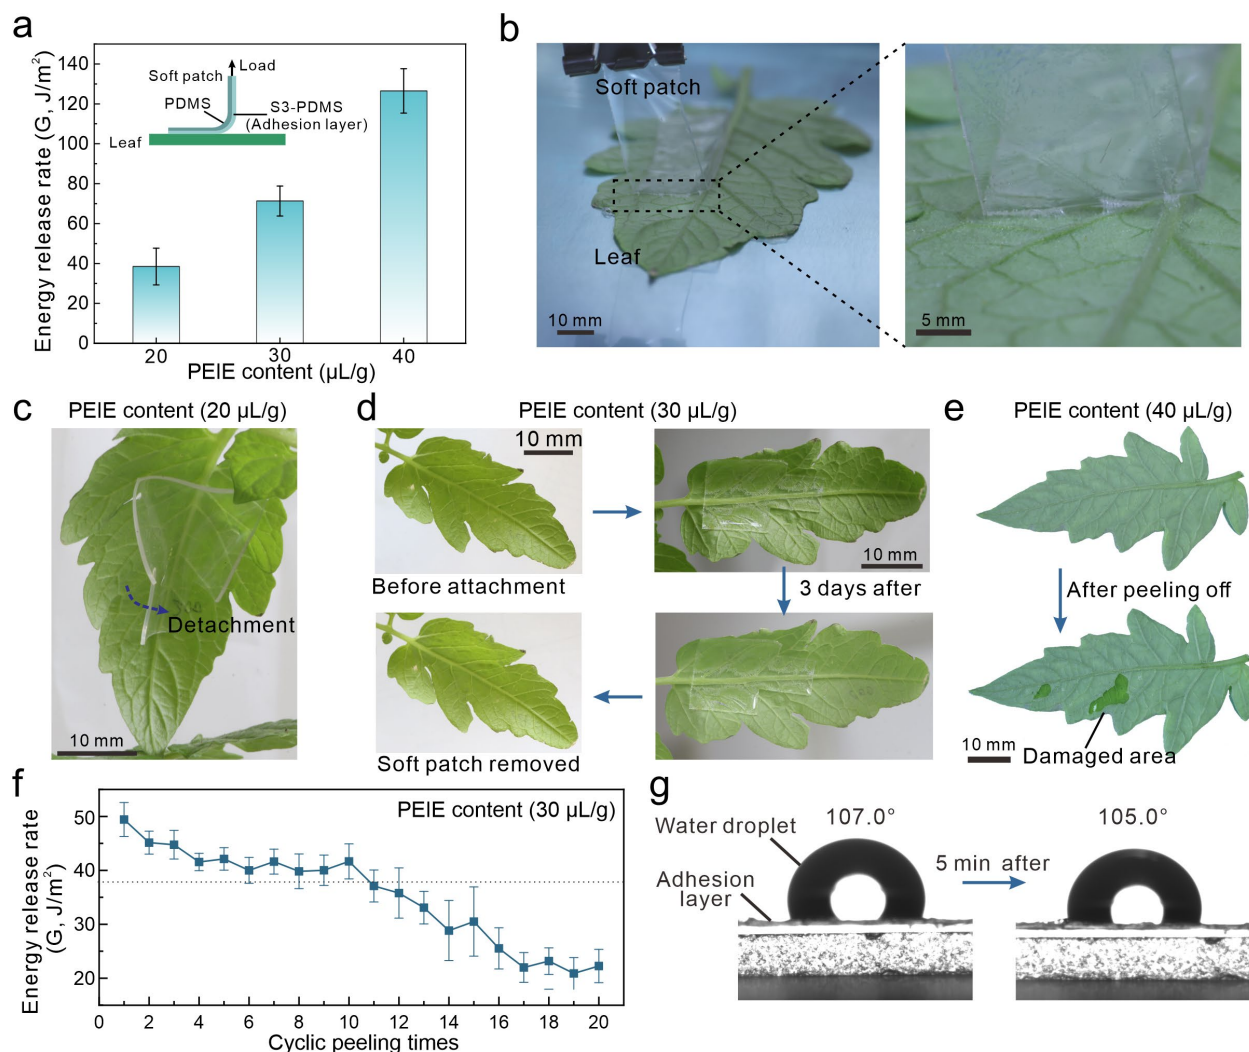 a
Energy release rate (G, J/m²)
140
120
100
80
60
40
20
0
Soft patch
Load
PDMS
S3-PDMS
(Adhesion layer)
Leaf
20
30
40
PEIE content (µL/g)
b
Soft patch
Leaf
10 mm
5 mm
c
PEIE content (20 µL/g)
Detachment
10 mm
d
PEIE content (30 µL/g)
10 mm
Before attachment
10 mm
3 days after
Soft patch removed
e
PEIE content (40 µL/g)
After peeling off
10 mm
Damaged area
f
Energy release rate
(G, J/m²)
PEIE content (30 µL/g)
50
40
30
20
0
2
4
6
8
10
12
14
16
18
20
Cyclic peeling times
g
107.0°
105.0°
Water droplet
5 min after
Adhesion
layer